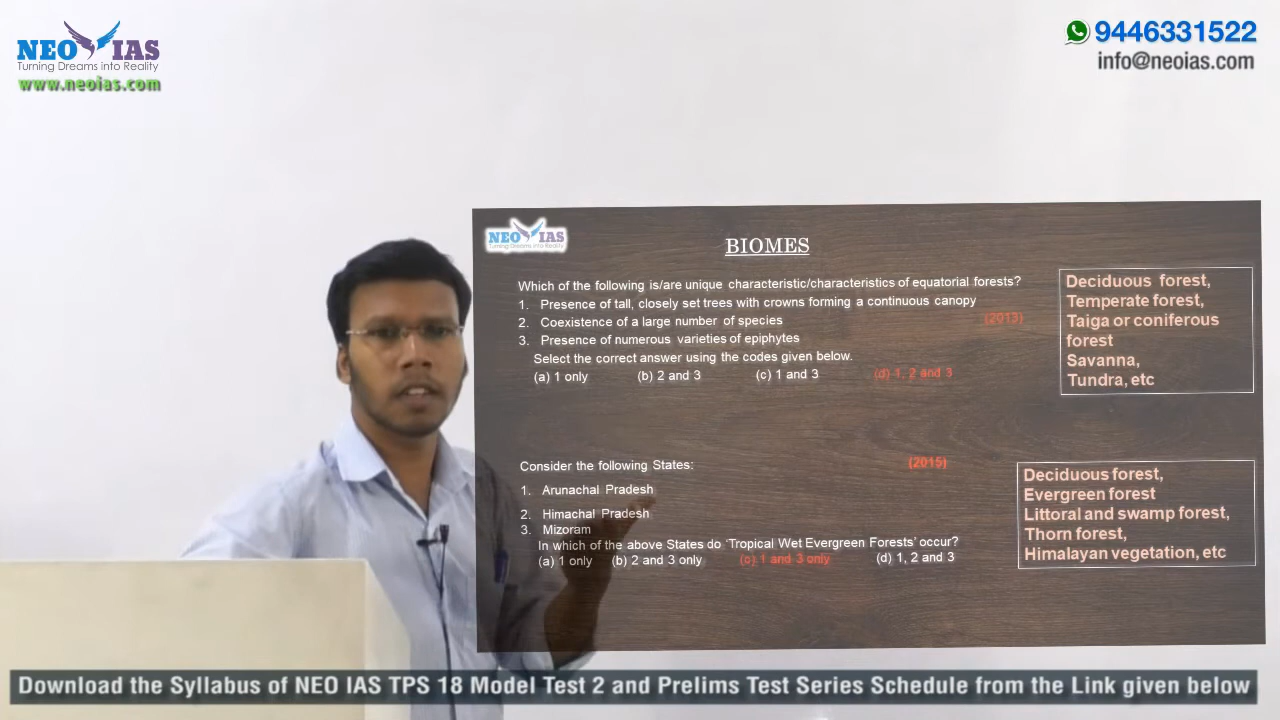 NEO IAS
Turning Dreams into Reality
www.neoias.com
9446331522
info@neoias.com
NEO IAS
Turning Dreams into Reality
BIOMES
Which of the following is/are unique characteristic/characteristics of equatorial forests?
1. Presence of tall, closely set trees with crowns forming a continuous canopy
2. Coexistence of a large number of species (2013)
3. Presence of numerous varieties of epiphytes
Select the correct answer using the codes given below.
(a) 1 only (b) 2 and 3 (c) 1 and 3 (d) 1, 2 and 3
Deciduous forest,
Temperate forest,
Taiga or coniferous
forest
Savanna,
Tundra, etc
Consider the following States: (2015)
1. Arunachal Pradesh
2. Himachal Pradesh
3. Mizoram
In which of the above States do 'Tropical Wet Evergreen Forests' occur?
(a) 1 only (b) 2 and 3 only (c) 1 and 3 only (d) 1, 2 and 3
Deciduous forest,
Evergreen forest
Littoral and swamp forest,
Thorn forest,
Himalayan vegetation, etc
Download the Syllabus of NEO IAS TPS 18 Model Test 2 and Prelims Test Series Schedule from the Link given below